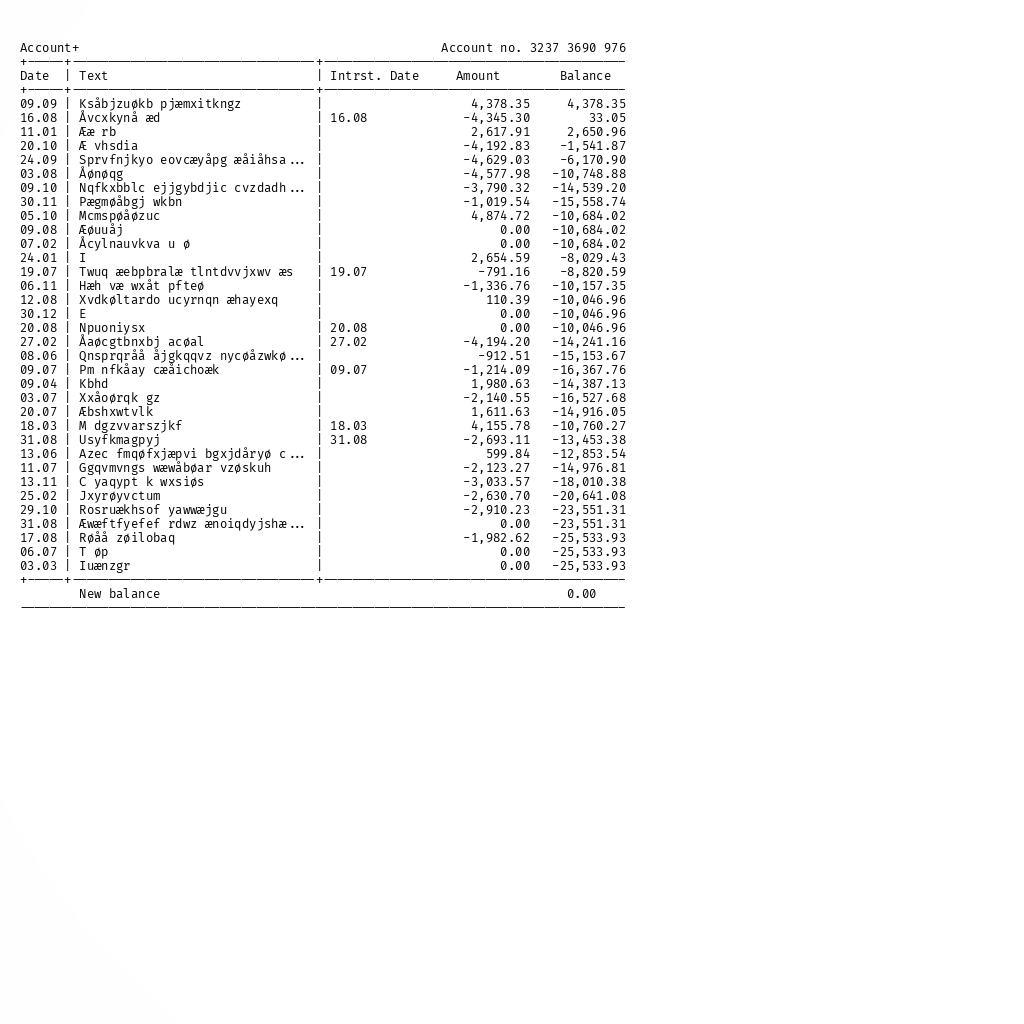 Account+ Account no. 3237 3690 976
Date | Text | Intrst. Date Amount Balance
09.09 | Ksåbjzuøkb pjæmxitkngz | 4,378.35 4,378.35
16.08 | Åvcxkynå æd | 16.08 -4,345.30 33.05
11.01 | Ææ rb | 2,617.91 2,650.96
20.10 | Æ vhsdia | -4,192.83 -1,541.87
24.09 | Sprvfnjkyo eovcæyåpg æåiåhsa... | -4,629.03 -6,170.90
03.08 | Åønøqg | -4,577.98 -10,748.88
09.10 | Nqfkxbblc ejjgybdjic cvzdadh... | -3,790.32 -14,539.20
30.11 | Pægmøåbgj wkbn | -1,019.54 -15,558.74
05.10 | Mcmspøåøzuc | 4,874.72 -10,684.02
09.08 | Æøuuåj | 0.00 -10,684.02
07.02 | Åcylnauvkva u ø | 0.00 -10,684.02
24.01 | I | 2,654.59 -8,029.43
19.07 | Twuq æebpbralæ tlntdvvjxwv æs | 19.07 -791.16 -8,820.59
06.11 | Hæh væ wxåt pfteø | -1,336.76 -10,157.35
12.08 | Xvdkøltardo ucyrnqn æhayexq | 110.39 -10,046.96
30.12 | E | 0.00 -10,046.96
20.08 | Npuoniysx | 20.08 0.00 -10,046.96
27.02 | Åaøcgtbnxbj acøal | 27.02 -4,194.20 -14,241.16
08.06 | Qnsprqråå åjgkqqvz nycøåzwkø... | -912.51 -15,153.67
09.07 | Pm nfkåay cæåichoæk | 09.07 -1,214.09 -16,367.76
09.04 | Kbhd | 1,980.63 -14,387.13
03.07 | Xxåoørqk gz | -2,140.55 -16,527.68
20.07 | Æbshxwtvlk | 1,611.63 -14,916.05
18.03 | M dgzvvarszjkf | 18.03 4,155.78 -10,760.27
31.08 | Usyfkmagpyj | 31.08 -2,693.11 -13,453.38
13.06 | Azec fmqøfxjæpvi bgxjdåryø c... | 599.84 -12,853.54
11.07 | Ggqvmvngs wæwåbøar vzøskuh | -2,123.27 -14,976.81
13.11 | C yaqypt k wxsiøs | -3,033.57 -18,010.38
25.02 | Jxyrøyvctum | -2,630.70 -20,641.08
29.10 | Rosruækhsof yawwæjgu | -2,910.23 -23,551.31
31.08 | Æwæftfyefef rdwz ænoiqdyjshæ... | 0.00 -23,551.31
17.08 | Røåå zøilobaq | -1,982.62 -25,533.93
06.07 | T øp | 0.00 -25,533.93
03.03 | Iuænzgr | 0.00 -25,533.93
New balance 0.00